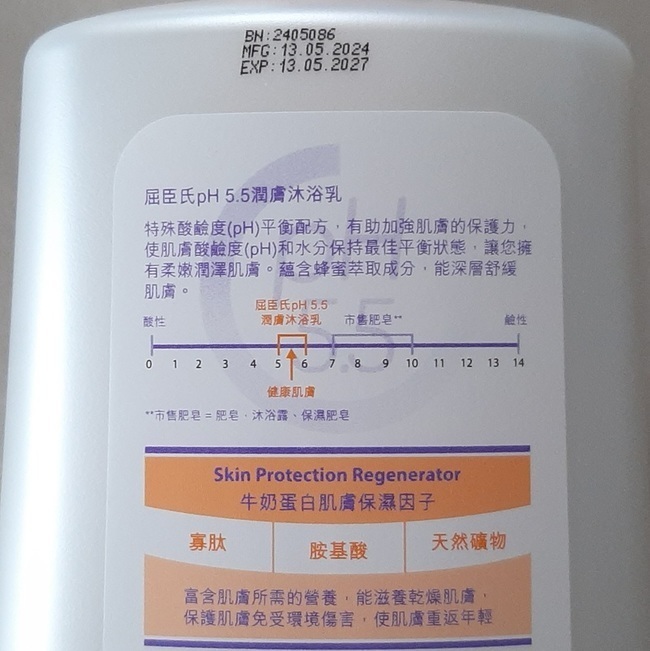 BN:2405086
MFG:13.05.2024
EXP:13.05.2027
屈臣氏pH 5.5潤膚沐浴乳
特殊酸鹼度(pH)平衡配方，有助加強肌膚的保護力，
使肌膚酸鹼度(pH)和水分保持最佳平衡狀態，讓您擁
有柔嫩潤澤肌膚。蘊含蜂蜜萃取成分，能深層舒緩
肌膚。
pH
5.5
屈臣氏pH 5.5
潤膚沐浴乳
市售肥皂**
酸性
鹼性
0 1 2 3 4 5 6 7 8 9 10 11 12 13 14
健康肌膚
**市售肥皂 = 肥皂、沐浴露、保濕肥皂
Skin Protection Regenerator
牛奶蛋白肌膚保濕因子
寡肽
胺基酸
天然礦物
富含肌膚所需的營養，能滋養乾燥肌膚，
保護肌膚免受環境傷害，使肌膚重返年輕